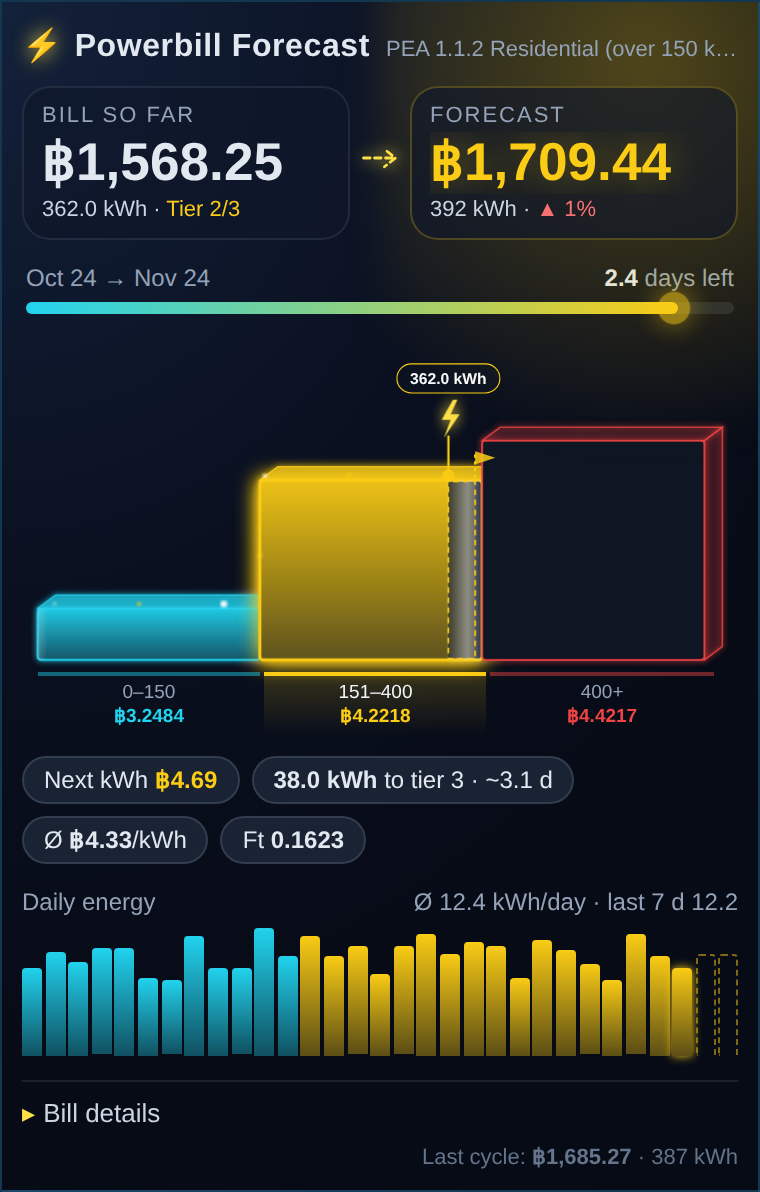 ⚡ Powerbill Forecast PEA 1.1.2 Residential (over 150 k…
BILL SO FAR
฿1,568.25
362.0 kWh · Tier 2/3
FORECAST
฿1,709.44
392 kWh · ▲ 1%
Oct 24 → Nov 24
2.4 days left
362.0 kWh
0–150
฿3.2484
151–400
฿4.2218
400+
฿4.4217
Next kWh ฿4.69
38.0 kWh to tier 3 · ~3.1 d
Ø ฿4.33/kWh
Ft 0.1623
Daily energy
Ø 12.4 kWh/day · last 7 d 12.2
▸ Bill details
Last cycle: ฿1,685.27 · 387 kWh